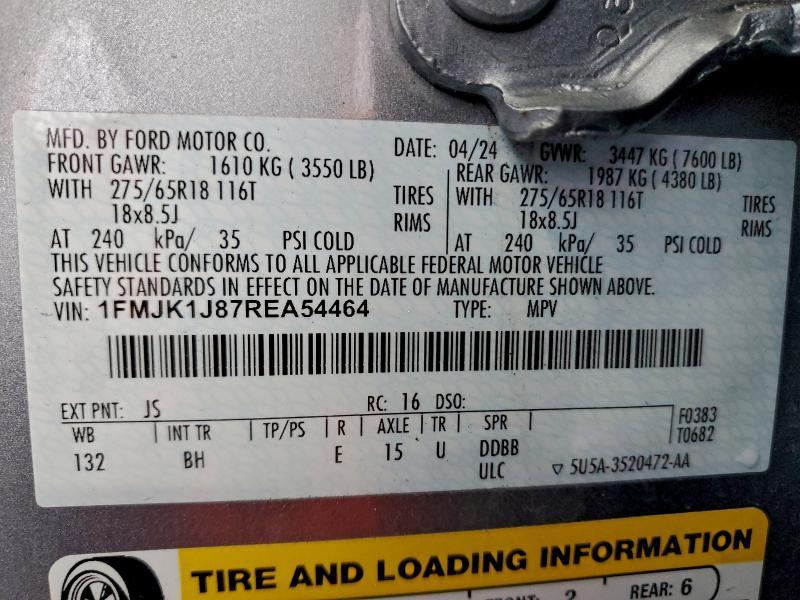 MFD. BY FORD MOTOR CO.
DATE: 04/24 GVWR: 3447 KG ( 7600 LB)
FRONT GAWR: 1610 KG ( 3550 LB)
REAR GAWR: 1987 KG ( 4380 LB)
WITH 275/65R18 116T TIRES
WITH 275/65R18 116T TIRES
18x8.5J RIMS
18x8.5J RIMS
AT 240 kPa/ 35 PSI COLD
AT 240 kPa/ 35 PSI COLD
THIS VEHICLE CONFORMS TO ALL APPLICABLE FEDERAL MOTOR VEHICLE
SAFETY STANDARDS IN EFFECT ON THE DATE OF MANUFACTURE SHOWN ABOVE.
VIN: 1FMJK1J87REA54464 TYPE: MPV
EXT PNT: JS RC: 16 DSO:
WB INT TR TP/PS R AXLE TR SPR F0383
T0682
132 BH E 15 U DDBB
ULC ▽ 5U5A-3520472-AA
TIRE AND LOADING INFORMATION
FRONT: 2 REAR: 6